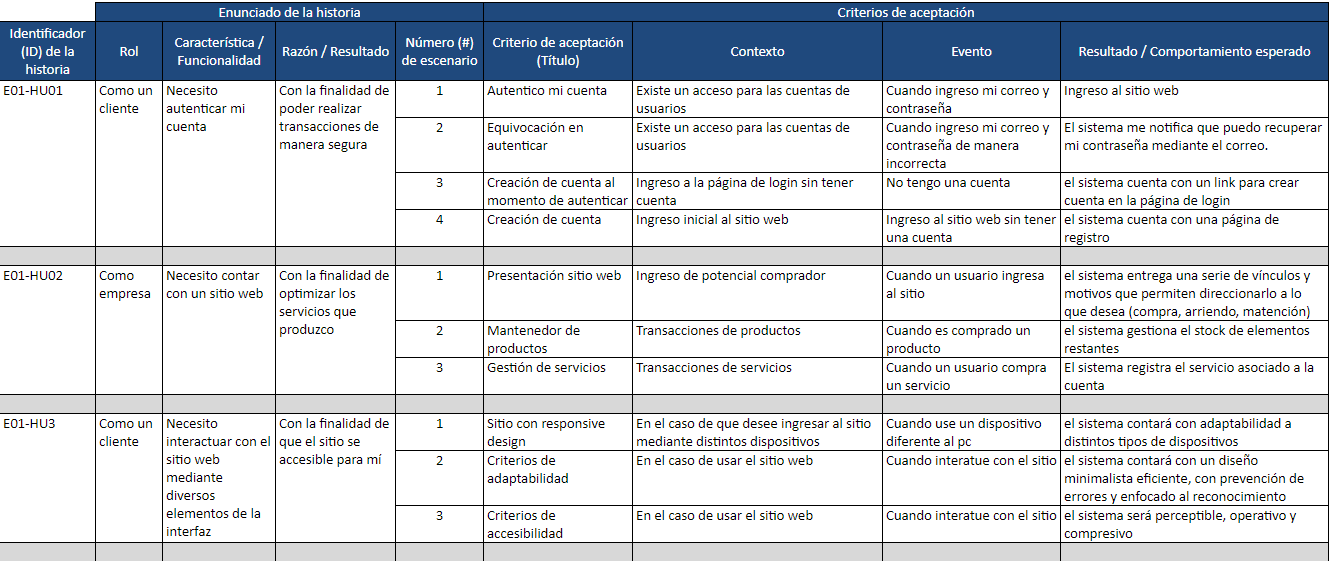 Enunciado de la historia
Criterios de aceptación
Identificador
(ID) de la
historia
Rol
Característica /
Funcionalidad
Razón / Resultado
Número (#)
de escenario
Criterio de aceptación
(Título)
Contexto
Evento
Resultado / Comportamiento esperado
E01-HU01
Como un
cliente
Necesito
autenticar mi
cuenta
Con la finalidad de
poder realizar
transacciones de
manera segura
1
Autentico mi cuenta
Existe un acceso para las cuentas de
usuarios
Cuando ingreso mi correo y
contraseña
Ingreso al sitio web
2
Equivocación en
autenticar
Existe un acceso para las cuentas de
usuarios
Cuando ingreso mi correo y
contraseña de manera
incorrecta
El sistema me notifica que puedo recuperar
mi contraseña mediante el correo.
3
Creación de cuenta al
momento de autenticar
Ingreso a la página de login sin tener
cuenta
No tengo una cuenta
el sistema cuenta con un link para crear
cuenta en la página de login
4
Creación de cuenta
Ingreso inicial al sitio web
Ingreso al sitio web sin tener
una cuenta
el sistema cuenta con una página de
registro
E01-HU02
Como
empresa
Necesito contar
con un sitio web
Con la finalidad de
optimizar los
servicios que
produzco
1
Presentación sitio web
Ingreso de potencial comprador
Cuando un usuario ingresa
al sitio
el sistema entrega una serie de vínculos y
motivos que permiten direccionarlo a lo
que desea (compra, arriendo, matención)
2
Mantenedor de
productos
Transacciones de productos
Cuando es comprado un
producto
el sistema gestiona el stock de elementos
restantes
3
Gestión de servicios
Transacciones de servicios
Cuando un usuario compra
un servicio
El sistema registra el servicio asociado a la
cuenta
E01-HU3
Como un
cliente
Necesito
interactuar con el
sitio web
mediante
diversos
elementos de la
interfaz
Con la finalidad de
que el sitio se
accesible para mí
1
Sitio con responsive
design
En el caso de que desee ingresar al sitio
mediante distintos dispositivos
Cuando use un dispositivo
diferente al pc
el sistema contará con adaptabilidad a
distintos tipos de dispositivos
2
Criterios de
adaptabilidad
En el caso de usar el sitio web
Cuando interatue con el sitio
el sistema contará con un diseño
minimalista eficiente, con prevención de
errores y enfocado al reconocimiento
3
Criterios de
accesibilidad
En el caso de usar el sitio web
Cuando interatue con el sitio
el sistema será perceptible, operativo y
compresivo